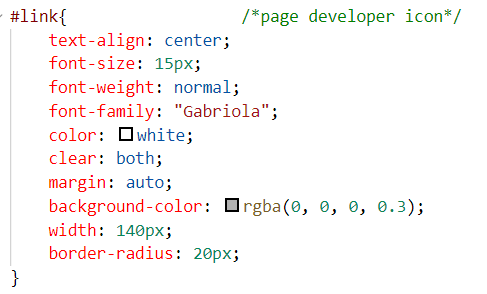 #link{ /*page developer icon*/
text-align: center;
font-size: 15px;
font-weight: normal;
font-family: "Gabriola";
color: white;
clear: both;
margin: auto;
background-color: rgba(0, 0, 0, 0.3);
width: 140px;
border-radius: 20px;
}